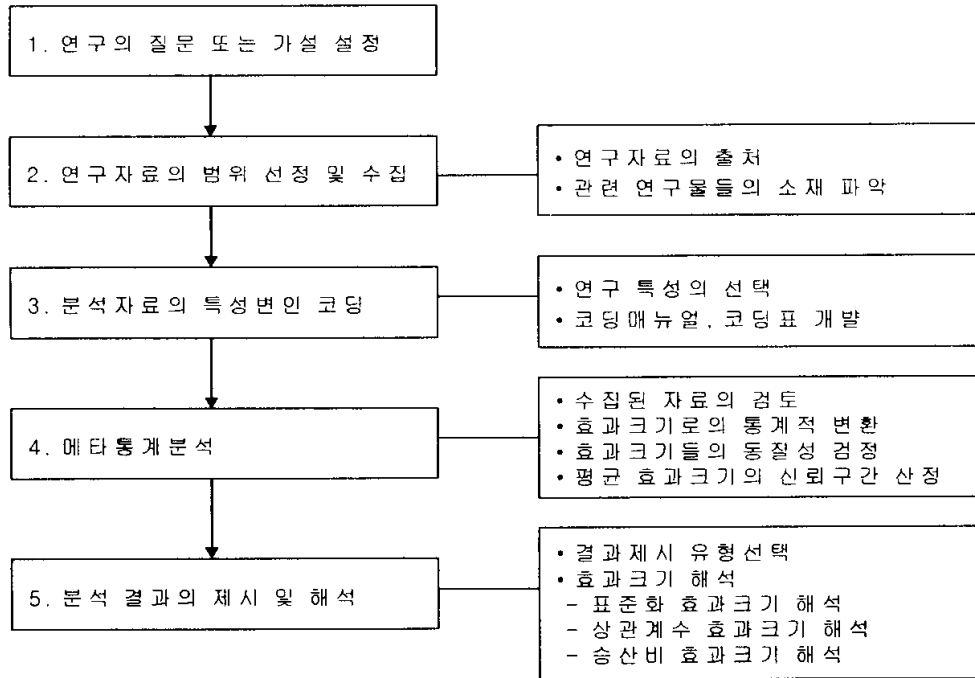 1. 연구의 질문 또는 가설 설정
2. 연구자료의 범위 선정 및 수집
• 연구자료의 출처
• 관련 연구물들의 소재 파악
3. 분석자료의 특성변인 코딩
• 연구 특성의 선택
• 코딩매뉴얼, 코딩표 개발
4. 메타통계분석
• 수집된 자료의 검토
• 효과크기로의 통계적 변환
• 효과크기들의 동질성 검정
• 평균 효과크기의 신뢰구간 산정
5. 분석 결과의 제시 및 해석
• 결과제시 유형선택
• 효과크기 해석
– 표준화 효과크기 해석
– 상관계수 효과크기 해석
– 승산비 효과크기 해석